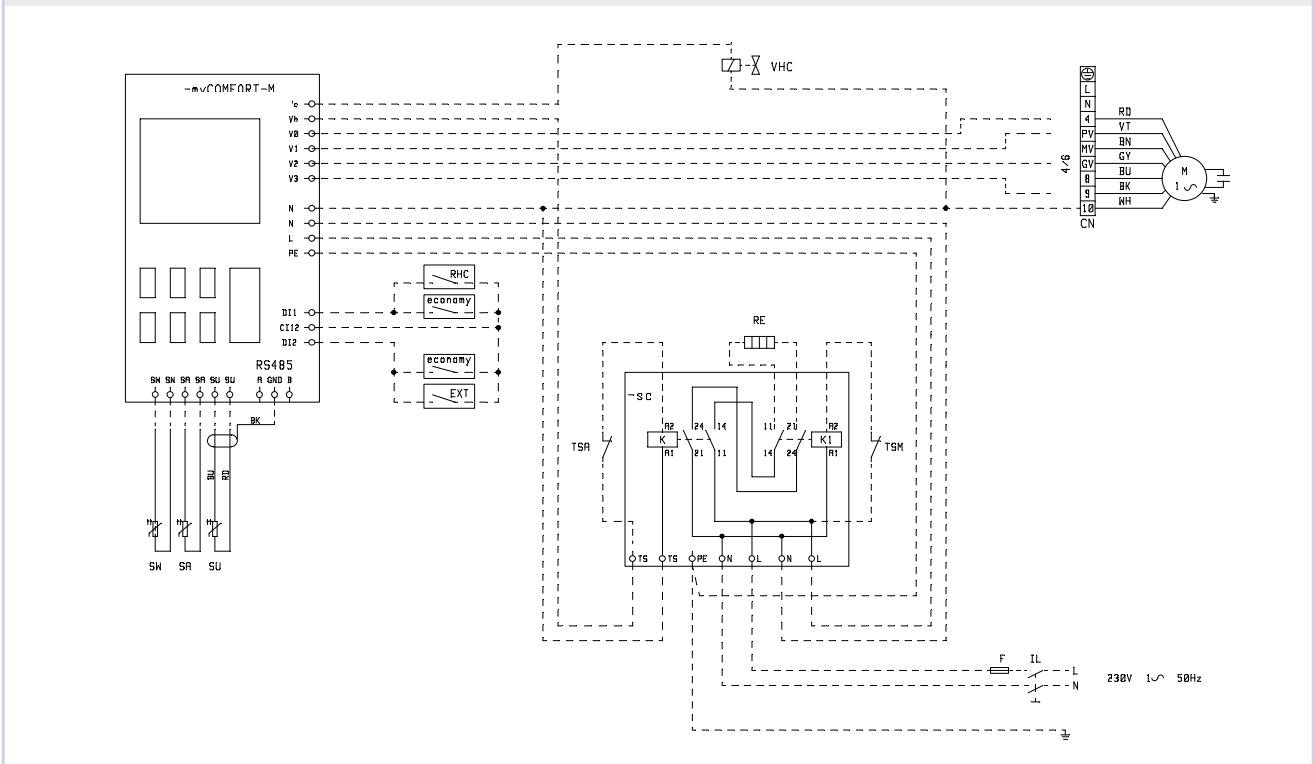 VHC
-myCOMFORT-M
Vc
Vh
V0
V1
V2
V3
N
N
L
PE
L
N
4
PV
MV
GV
8
9
10
CN
4/6
RD
VT
BN
GY
BU
BK
WH
M
1
RHC
economy
DI1
CI12
DI2
economy
EXT
RS485
SW SN SA SA SU SU A GND B
BK
BU
RD
SW SA SU
RE
-SC
TSA
A2 24 14 11 21 A2
K K1
TSM
A1 21 11 14 24 A1
TS TS PE N L N L
F IL
L
N
230V 1 50Hz